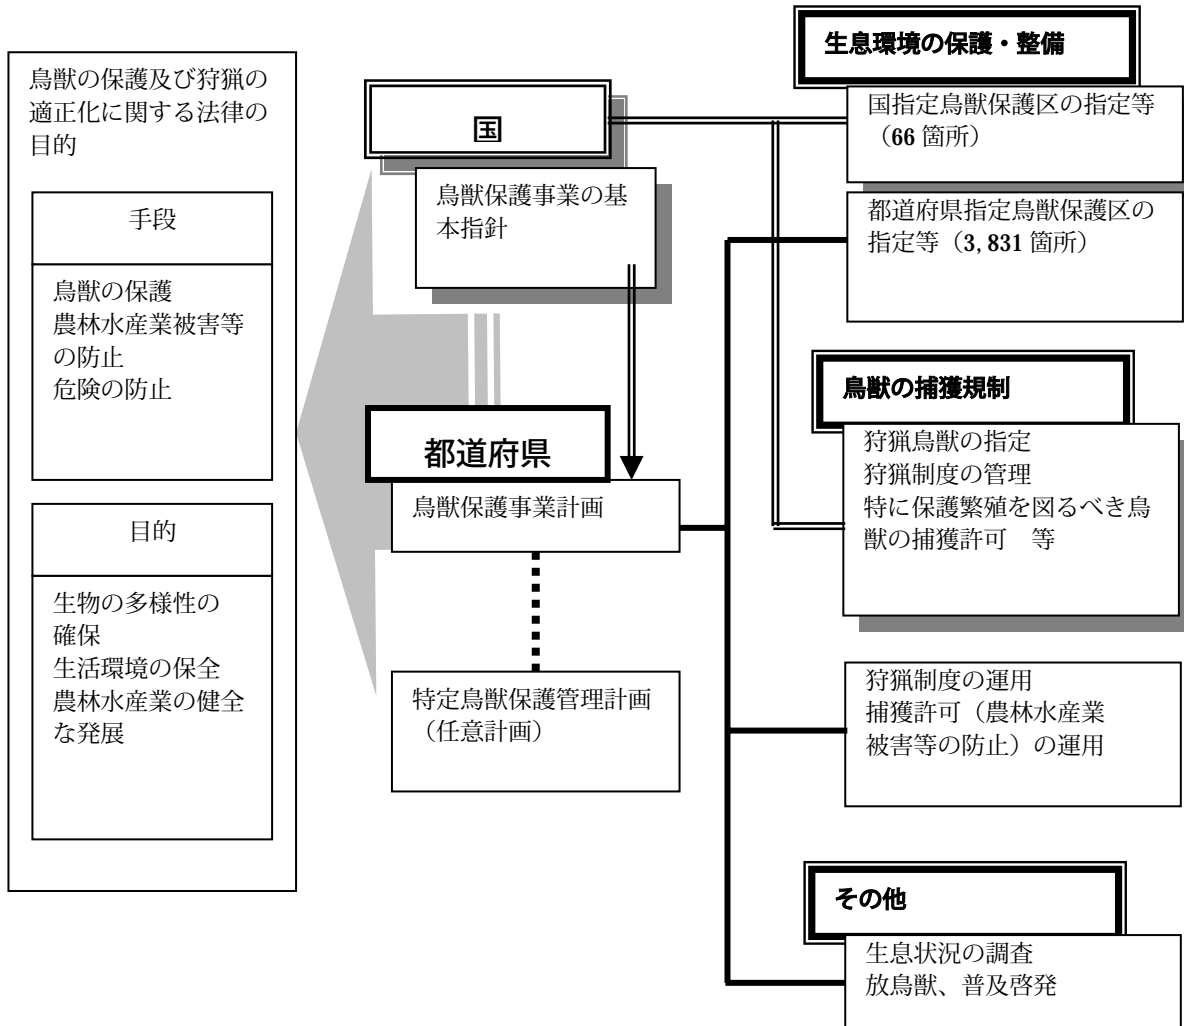 鳥獣の保護及び狩猟の
適正化に関する法律の
目的
手段
鳥獣の保護
農林水産業被害等
の防止
危険の防止
目的
生物の多様性の
確保
生活環境の保全
農林水産業の健全
な発展
国
鳥獣保護事業の基
本指針
都道府県
鳥獣保護事業計画
特定鳥獣保護管理計画
（任意計画）
生息環境の保護・整備
国指定鳥獣保護区の指定等
（66 箇所）
都道府県指定鳥獣保護区の
指定等（3,831 箇所）
鳥獣の捕獲規制
狩猟鳥獣の指定
狩猟制度の管理
特に保護繁殖を図るべき鳥
獣の捕獲許可　等
狩猟制度の運用
捕獲許可（農林水産業
被害等の防止）の運用
その他
生息状況の調査
放鳥獣、普及啓発